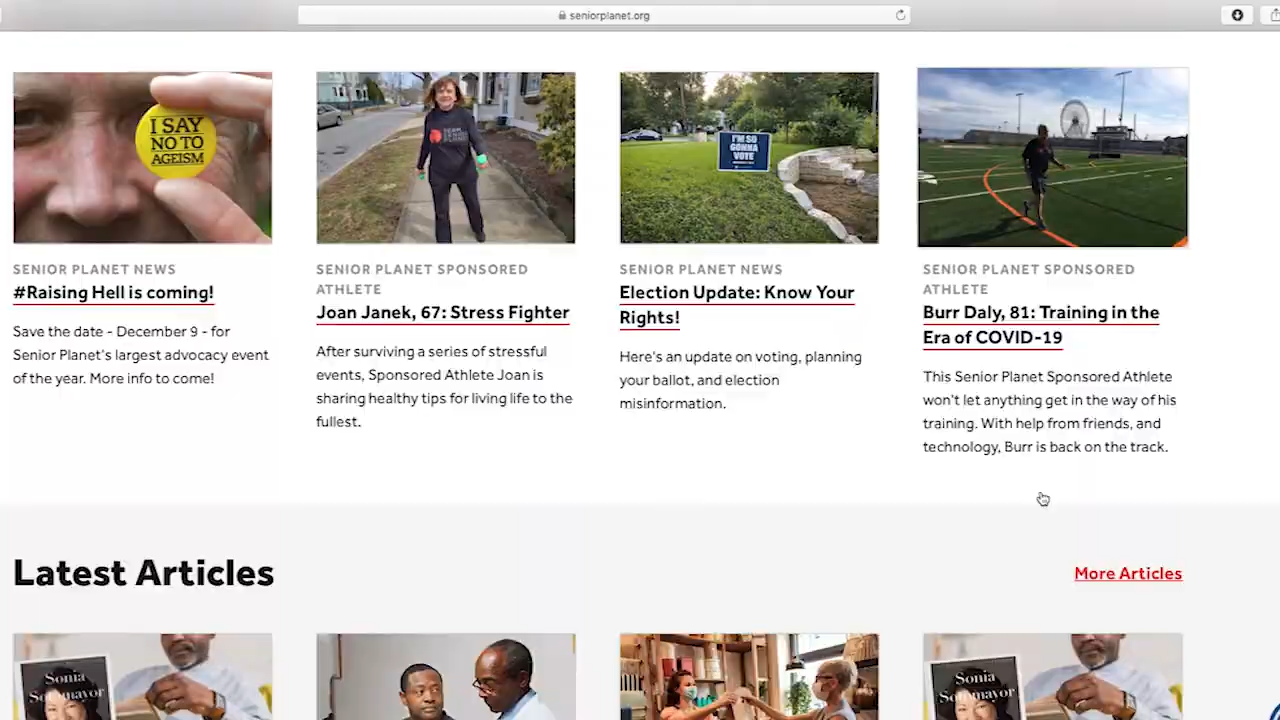 seniorplanet.org
I SAY
NO TO
AGEISM
I'M SO
GONNA
VOTE
SENIOR PLANET NEWS
#Raising Hell is coming!
Save the date - December 9 - for
Senior Planet's largest advocacy event
of the year. More info to come!
SENIOR PLANET SPONSORED
ATHLETE
Joan Janek, 67: Stress Fighter
After surviving a series of stressful
events, Sponsored Athlete Joan is
sharing healthy tips for living life to the
fullest.
SENIOR PLANET NEWS
Election Update: Know Your
Rights!
Here's an update on voting, planning
your ballot, and election
misinformation.
SENIOR PLANET SPONSORED
ATHLETE
Burr Daly, 81: Training in the
Era of COVID-19
This Senior Planet Sponsored Athlete
won't let anything get in the way of his
training. With help from friends, and
technology, Burr is back on the track.
Latest Articles
More Articles
Sonia
Sonia